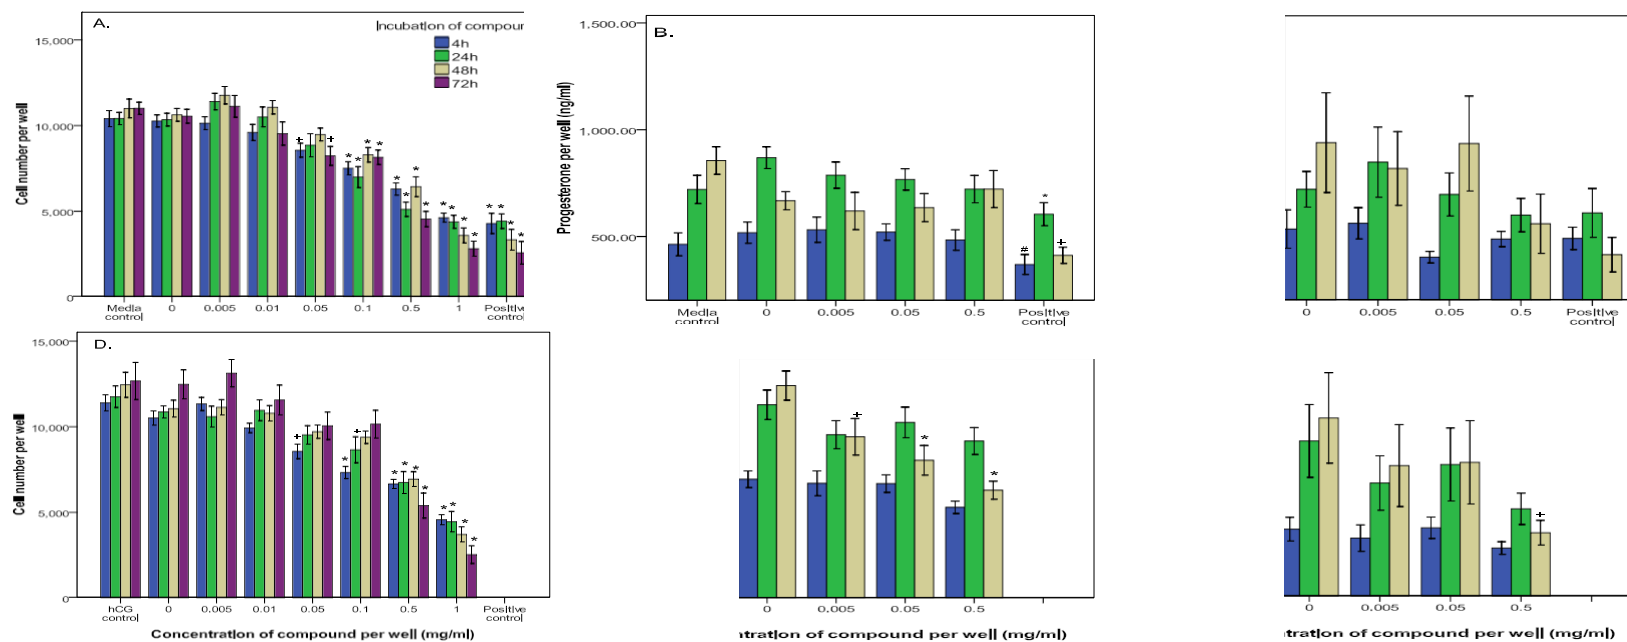 A.
Incubation of compour
4h
24h
48h
72h
15,000
10,000
5,000
0
Cell number per well
* * * * * * * * * * * * * * * *
Media control 0 0.005 0.01 0.05 0.1 0.5 1 Positive control
B.
1,500.00
1,000.00
500.00
Progesterone per well (ng/ml)
# * +
Media control 0 0.005 0.05 0.5 Positive control
0 0.005 0.05 0.5 Positive control
D.
15,000
10,000
5,000
0
Cell number per well
hCG control 0 0.005 0.01 0.05 0.1 0.5 1 Positive control
Concentration of compound per well (mg/ml)
+ * *
0 0.005 0.05 0.5
tration of compound per well (mg/ml)
+
0 0.005 0.05 0.5
tration of compound per well (mg/ml)